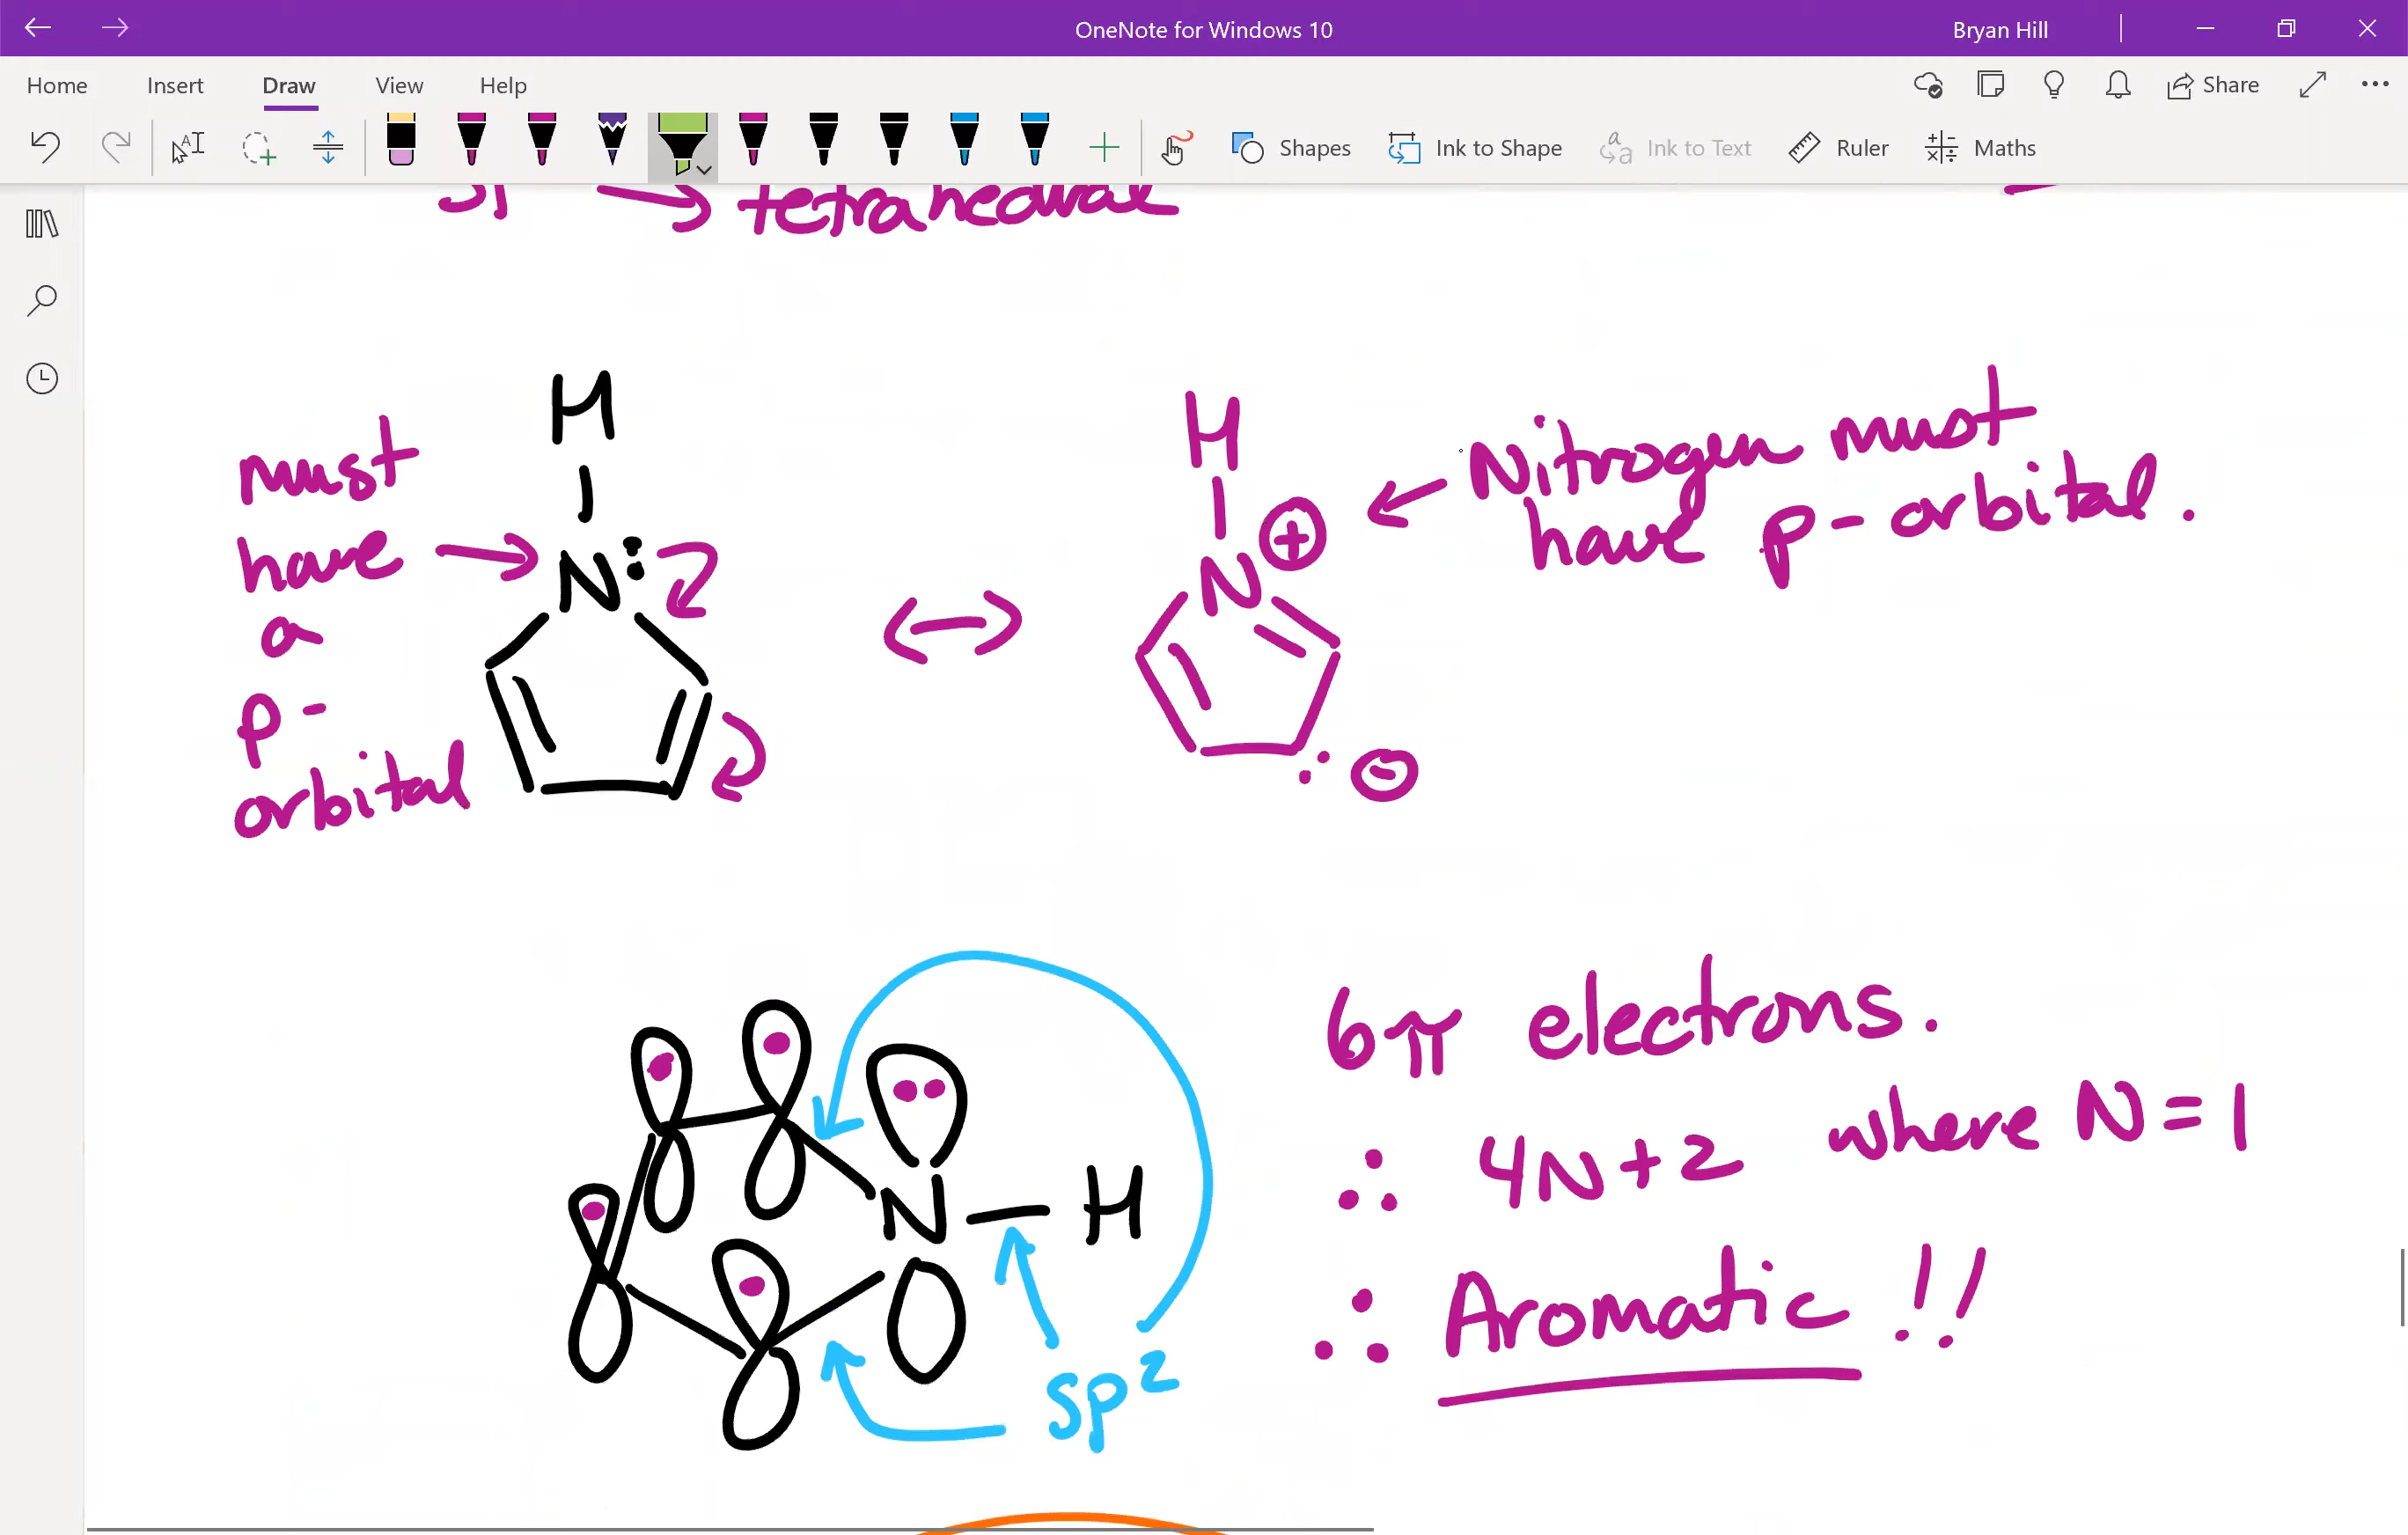 OneNote for Windows 10
Bryan Hill
Home Insert Draw View Help
Share
Shapes Ink to Shape Ink to Text Ruler Maths
→ tetrahedral
must
have →
a
p-
orbital
H
N:
↔
H
N ⊕
: ⊖
← Nitrogen must
have p-orbital.
N-H
sp²
6π electrons.
∴ 4N+2 where N=1
∴ Aromatic !!